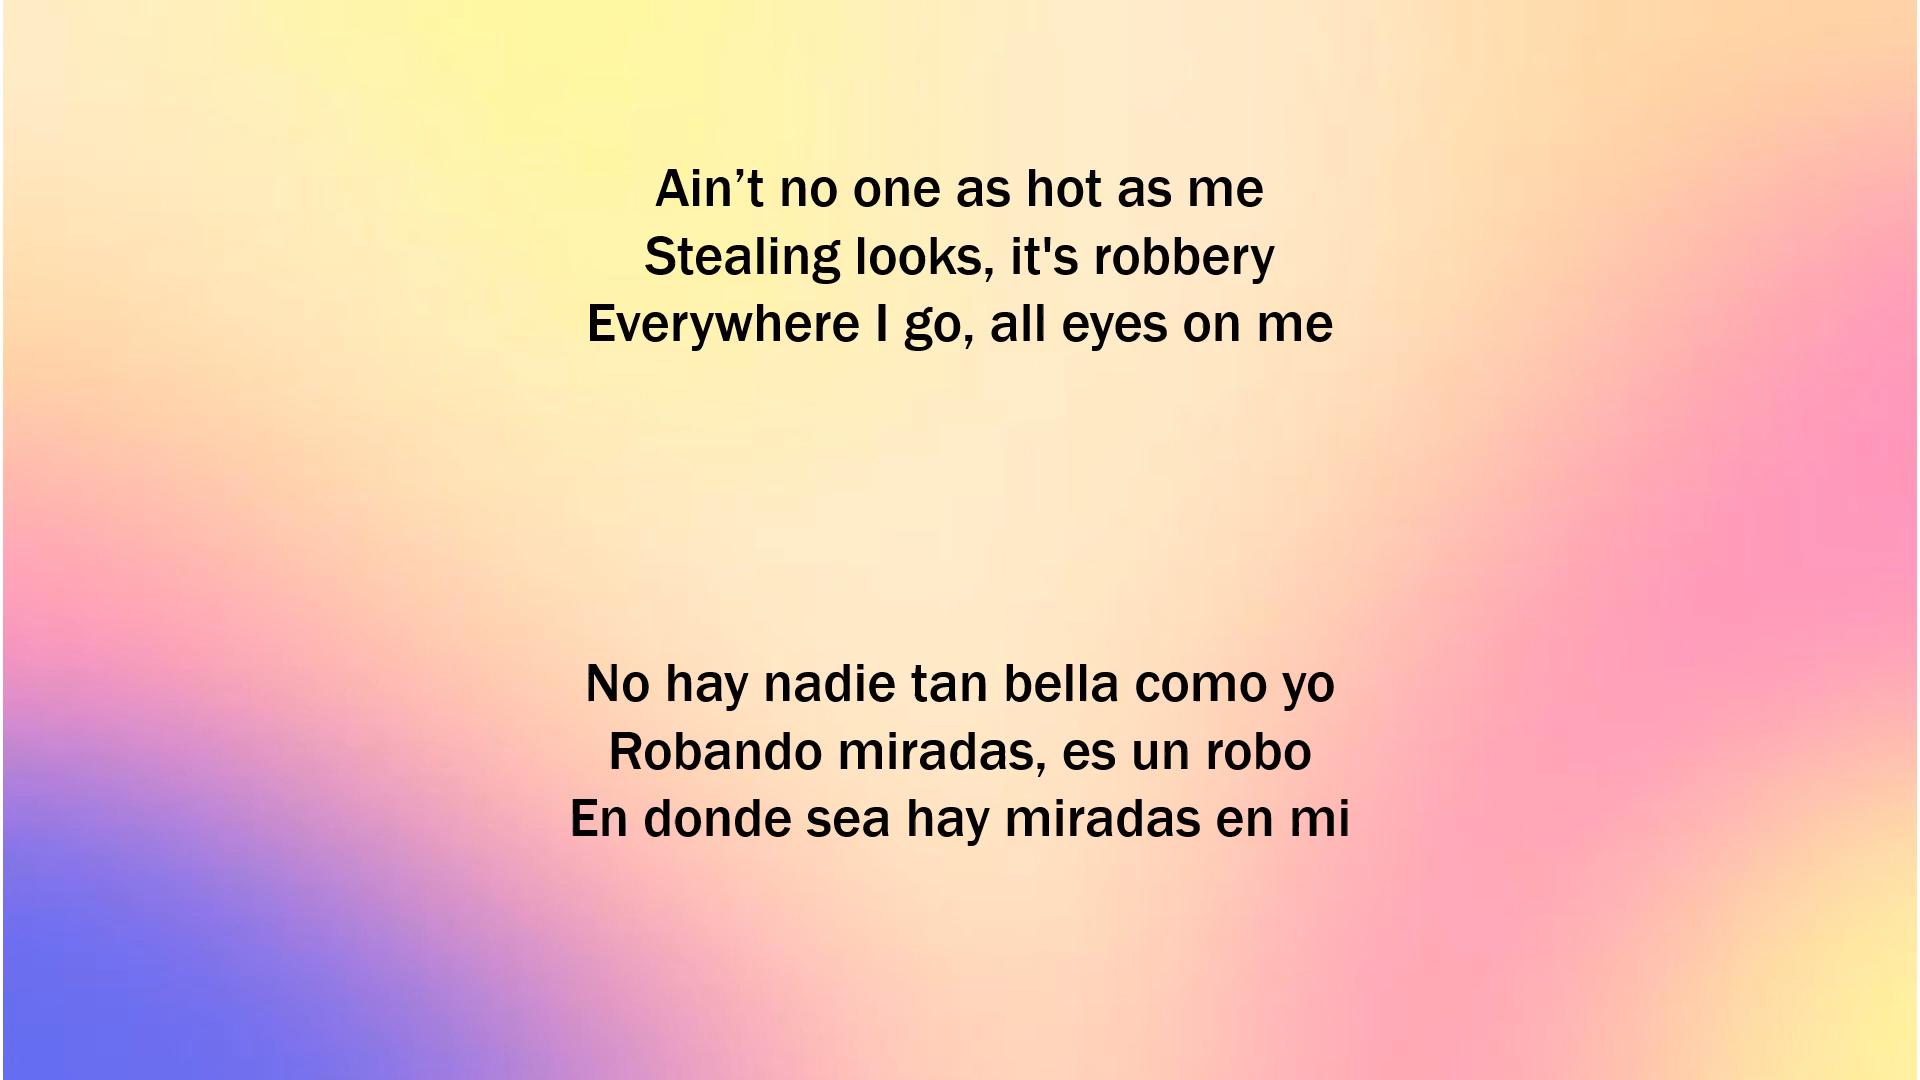 Ain’t no one as hot as me
Stealing looks, it's robbery
Everywhere I go, all eyes on me
No hay nadie tan bella como yo
Robando miradas, es un robo
En donde sea hay miradas en mi